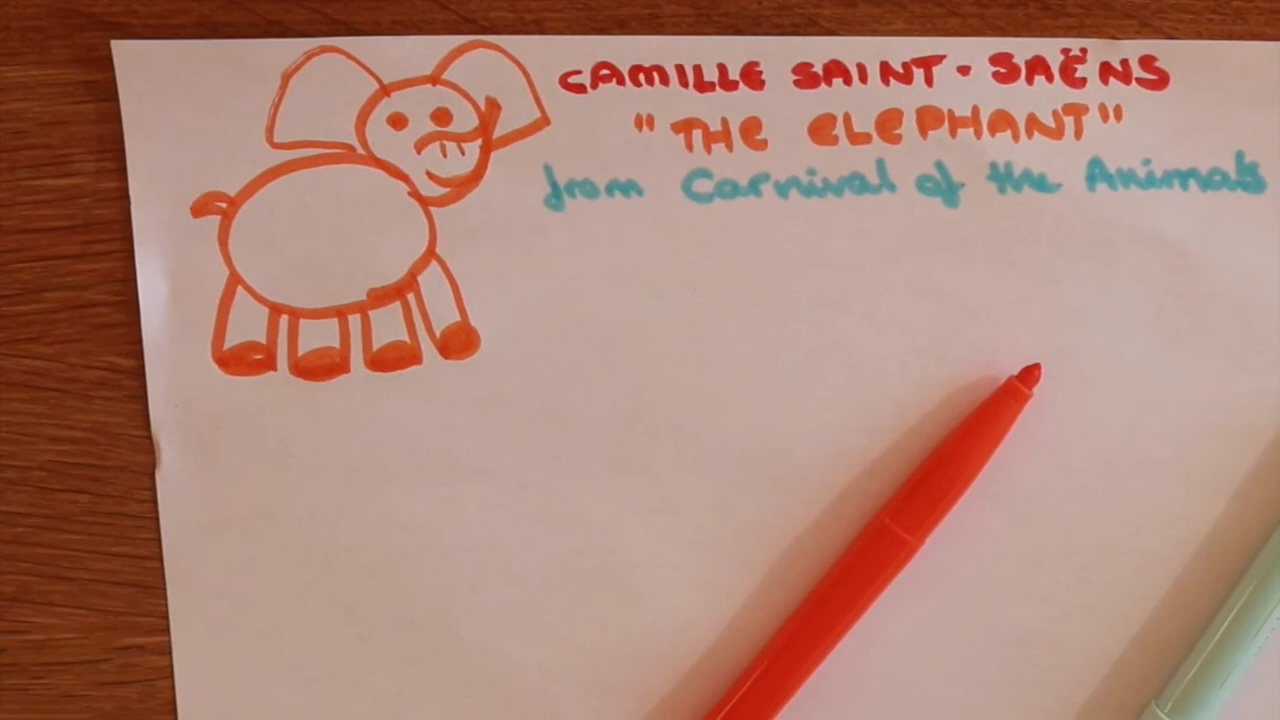 CAMILLE SAINT-SAËNS
"THE ELEPHANT"
from Carnival of the Animals